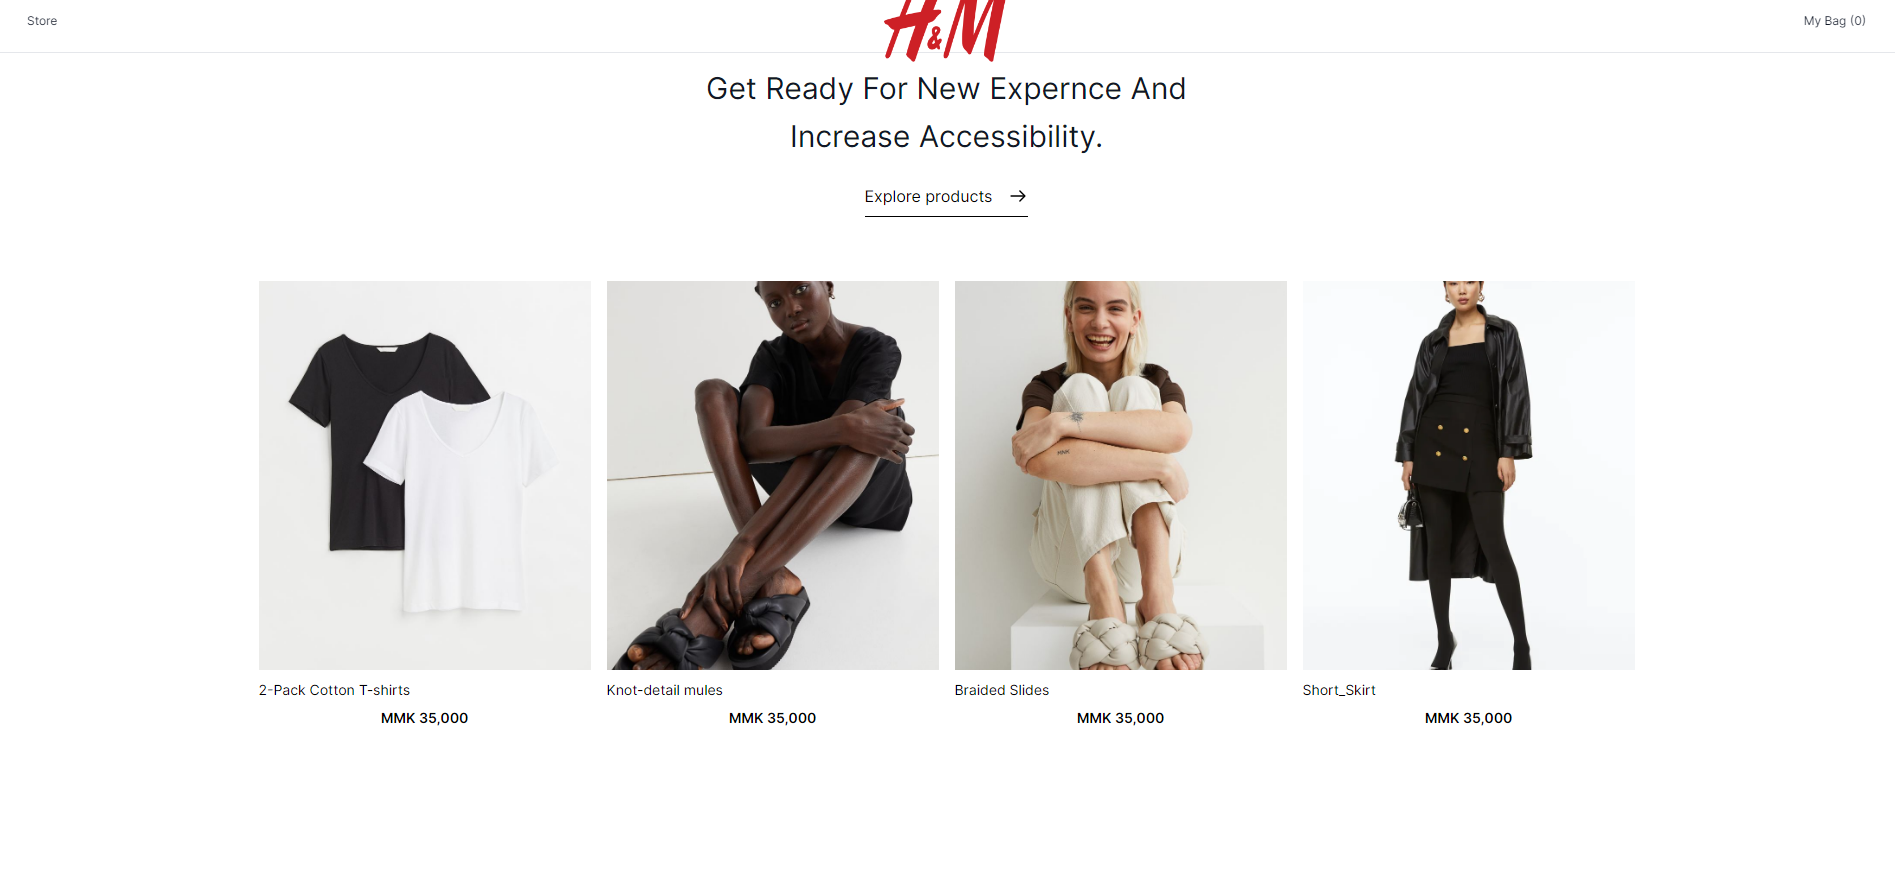 Store
H&M
My Bag (0)
Get Ready For New Expernce And
Increase Accessibility.
Explore products →
2-Pack Cotton T-shirts
MMK 35,000
Knot-detail mules
MMK 35,000
Braided Slides
MMK 35,000
Short_Skirt
MMK 35,000